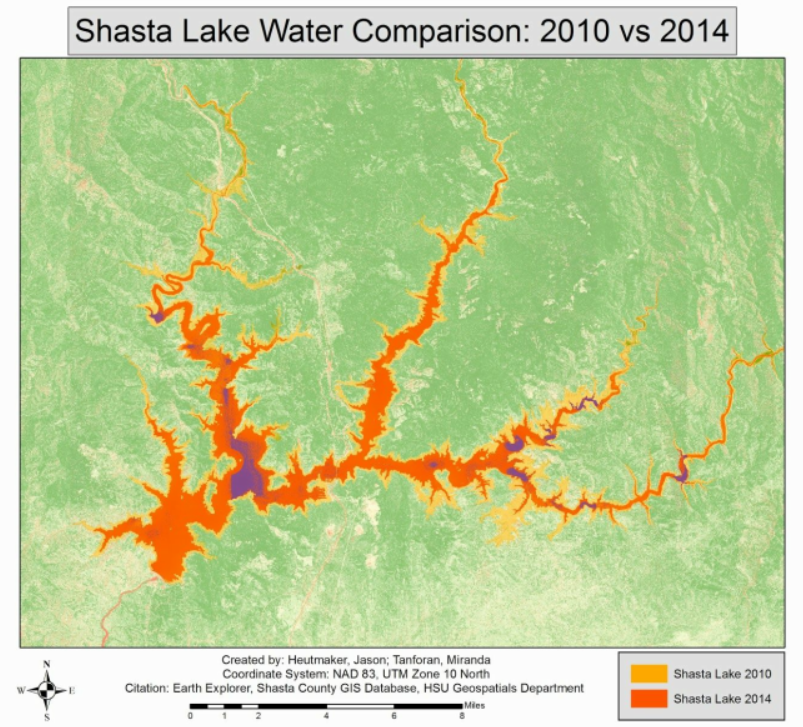 Shasta Lake Water Comparison: 2010 vs 2014
N
W E
S
Created by: Heutmaker, Jason; Tanforan, Miranda
Coordinate System: NAD 83, UTM Zone 10 North
Citation: Earth Explorer, Shasta County GIS Database, HSU Geospatials Department
Miles
0 1 2 4 6 8
Shasta Lake 2010
Shasta Lake 2014